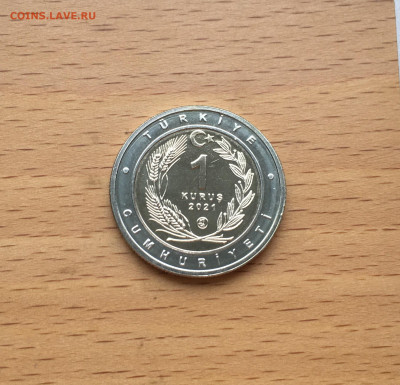 COINS.LAVE.RU
TÜRKİYE
1
KURUŞ
2021
CUMHURİYETİ